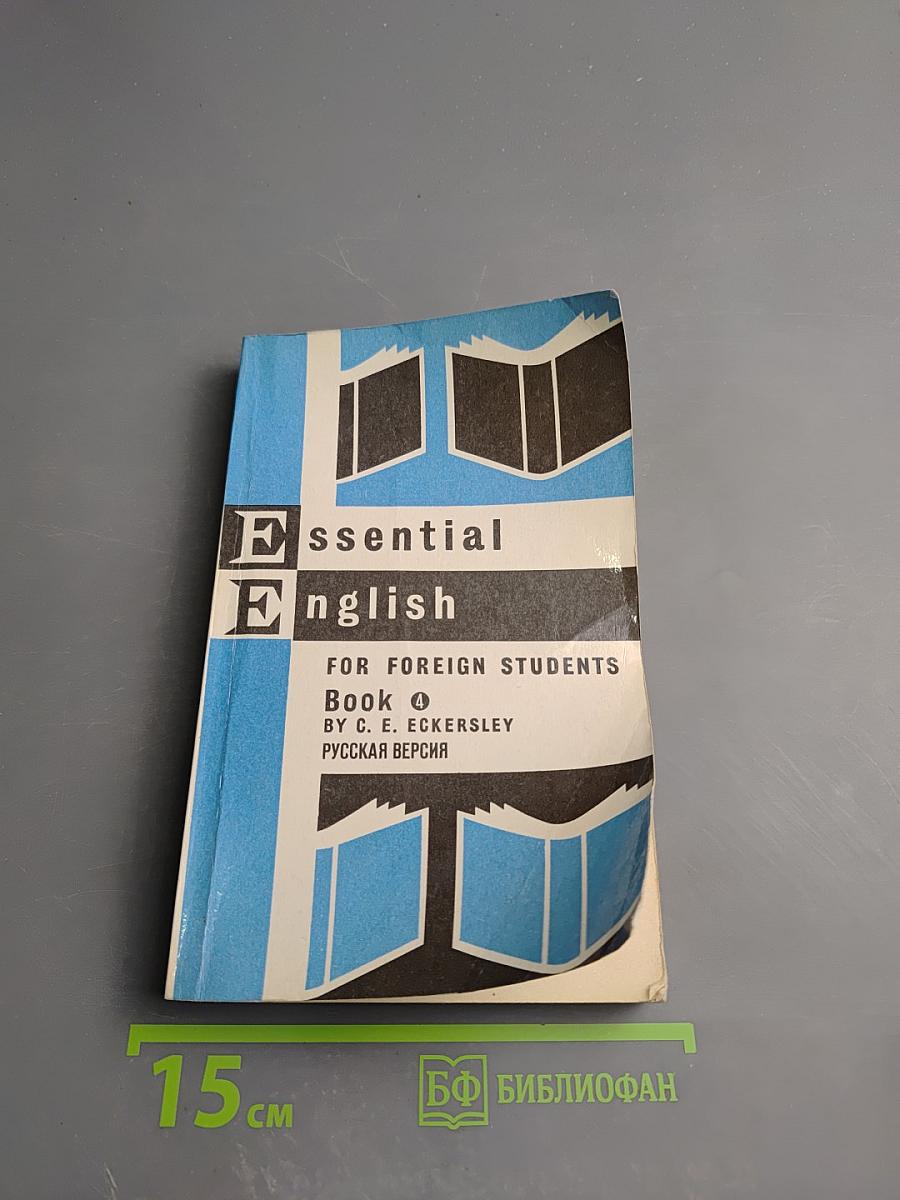 Essential
English
FOR FOREIGN STUDENTS
Book 4
BY C. E. ECKERSLEY
РУССКАЯ ВЕРСИЯ
15 см
БФ БИБЛИОФАН